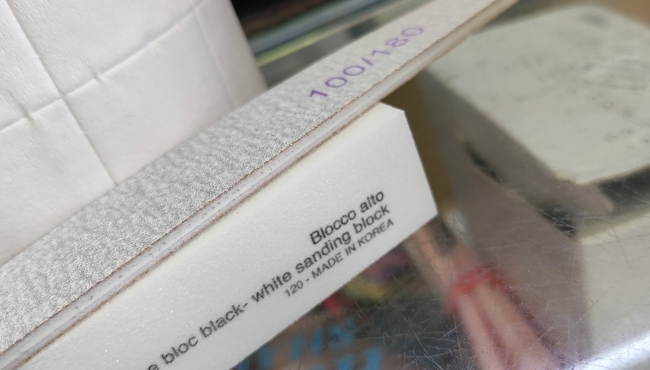 100/180
Blocco alto
e bloc black- white sanding block
120 - MADE IN KOREA